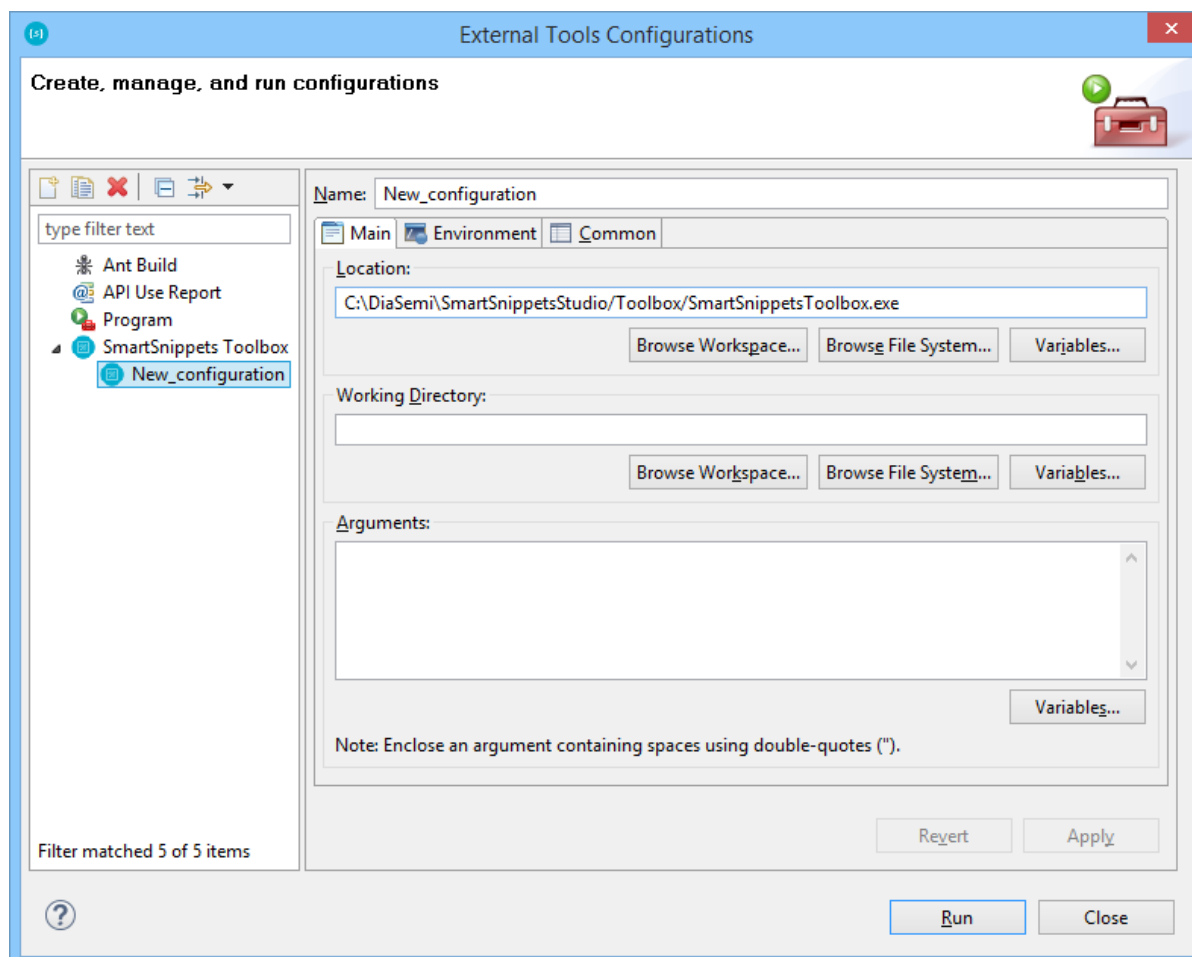 External Tools Configurations
Create, manage, and run configurations
type filter text
Ant Build
API Use Report
Program
SmartSnippets Toolbox
New_configuration
Filter matched 5 of 5 items
Name: New_configuration
Main Environment Common
Location:
C:\DiaSemi\SmartSnippetsStudio/Toolbox/SmartSnippetsToolbox.exe
Browse Workspace... Browse File System... Variables...
Working Directory:
Browse Workspace... Browse File System... Variables...
Arguments:
Variables...
Note: Enclose an argument containing spaces using double-quotes (").
Revert Apply
Run Close